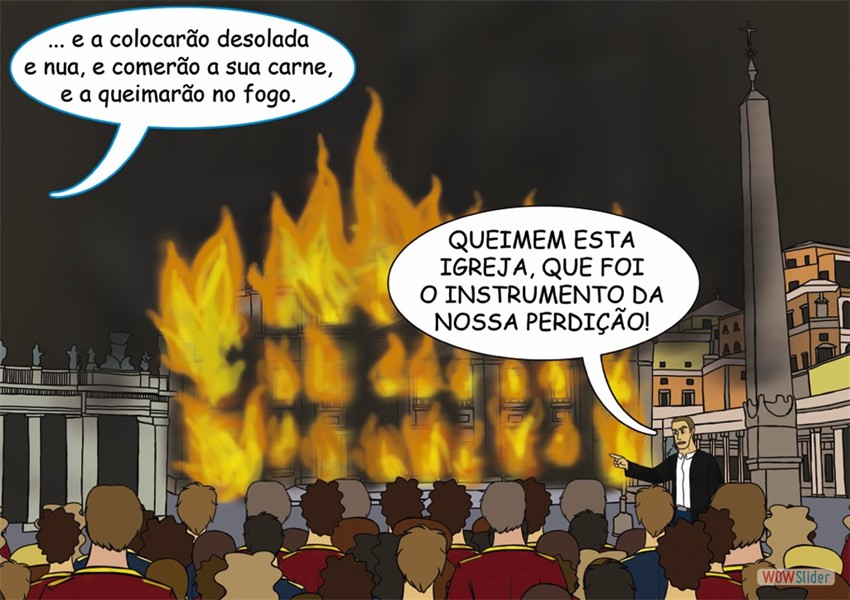 ... e a colocarão desolada
e nua, e comerão a sua carne,
e a queimarão no fogo.
QUEIMEM ESTA
IGREJA, QUE FOI
O INSTRUMENTO DA
NOSSA PERDIÇÃO!
WOWSlider